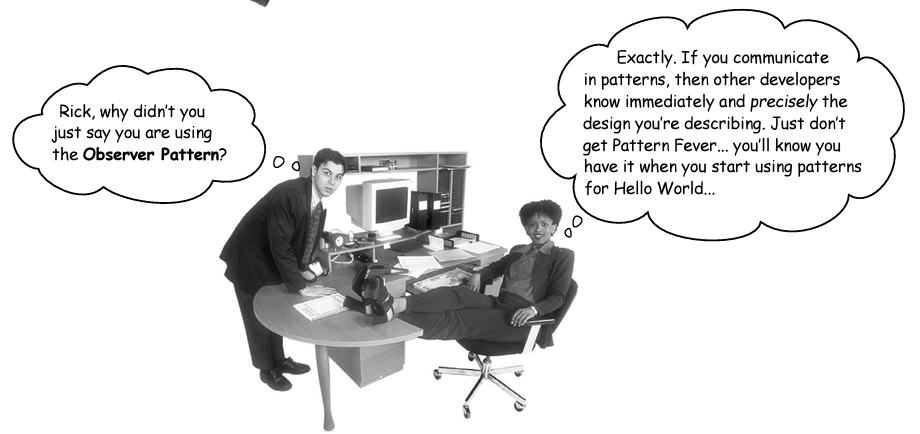 Rick, why didn't you
just say you are using
the Observer Pattern?
Exactly. If you communicate
in patterns, then other developers
know immediately and precisely the
design you're describing. Just don't
get Pattern Fever... you'll know you
have it when you start using patterns
for Hello World...